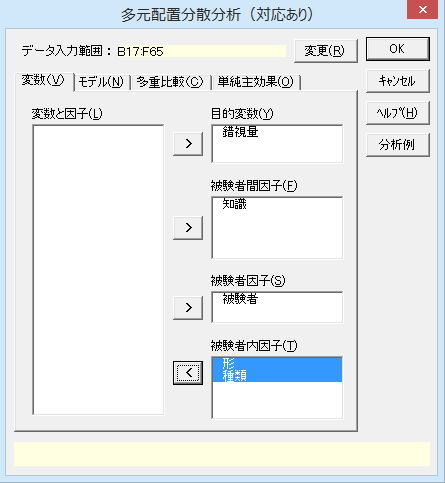 多元配置分散分析（対応あり）
データ入力範囲： B17:F65
変更(R)
OK
変数(V)
モデル(N)
多重比較(C)
単純主効果(O)
ｷｬﾝｾﾙ
ﾍﾙﾌﾟ(H)
分析例
変数と因子(L)
目的変数(Y)
錯視量
>
被験者間因子(F)
知識
>
被験者因子(S)
被験者
>
被験者内因子(T)
形
種類
<